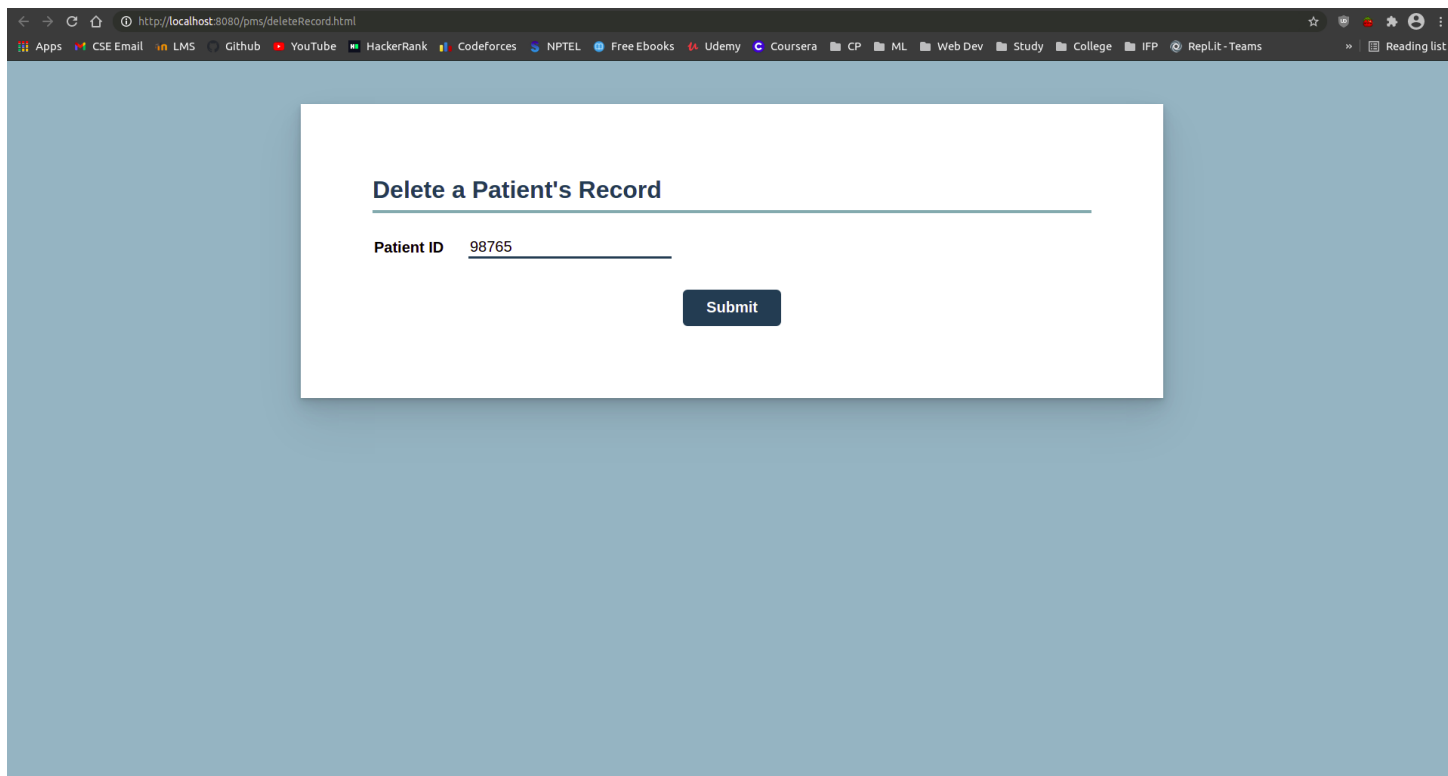 http://localhost:8080/pms/deleteRecord.html
Apps CSE Email LMS Github YouTube HackerRank Codeforces NPTEL Free Ebooks Udemy Coursera CP ML Web Dev Study College IFP Repl.it - Teams » Reading list
Delete a Patient's Record
Patient ID 98765
Submit